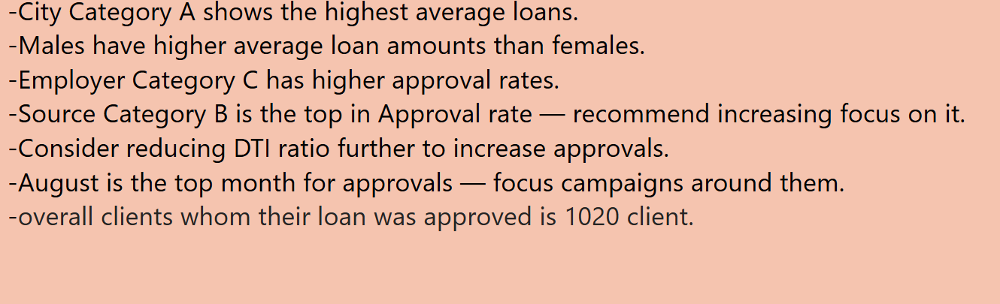 -City Category A shows the highest average loans.
-Males have higher average loan amounts than females.
-Employer Category C has higher approval rates.
-Source Category B is the top in Approval rate — recommend increasing focus on it.
-Consider reducing DTI ratio further to increase approvals.
-August is the top month for approvals — focus campaigns around them.
-overall clients whom their loan was approved is 1020 client.